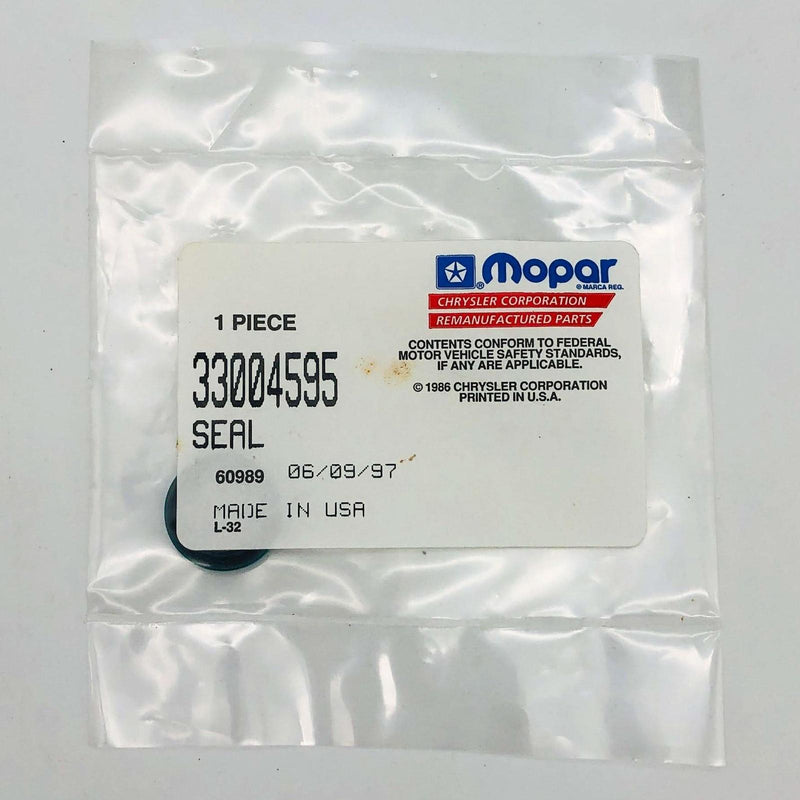 ® mopar
® MARCA REG.
CHRYSLER CORPORATION
REMANUFACTURED PARTS
1 PIECE
CONTENTS CONFORM TO FEDERAL
MOTOR VEHICLE SAFETY STANDARDS,
IF ANY ARE APPLICABLE.
© 1986 CHRYSLER CORPORATION
PRINTED IN U.S.A.
33004595
SEAL
60989 06/09/97
MADE IN USA
L-32